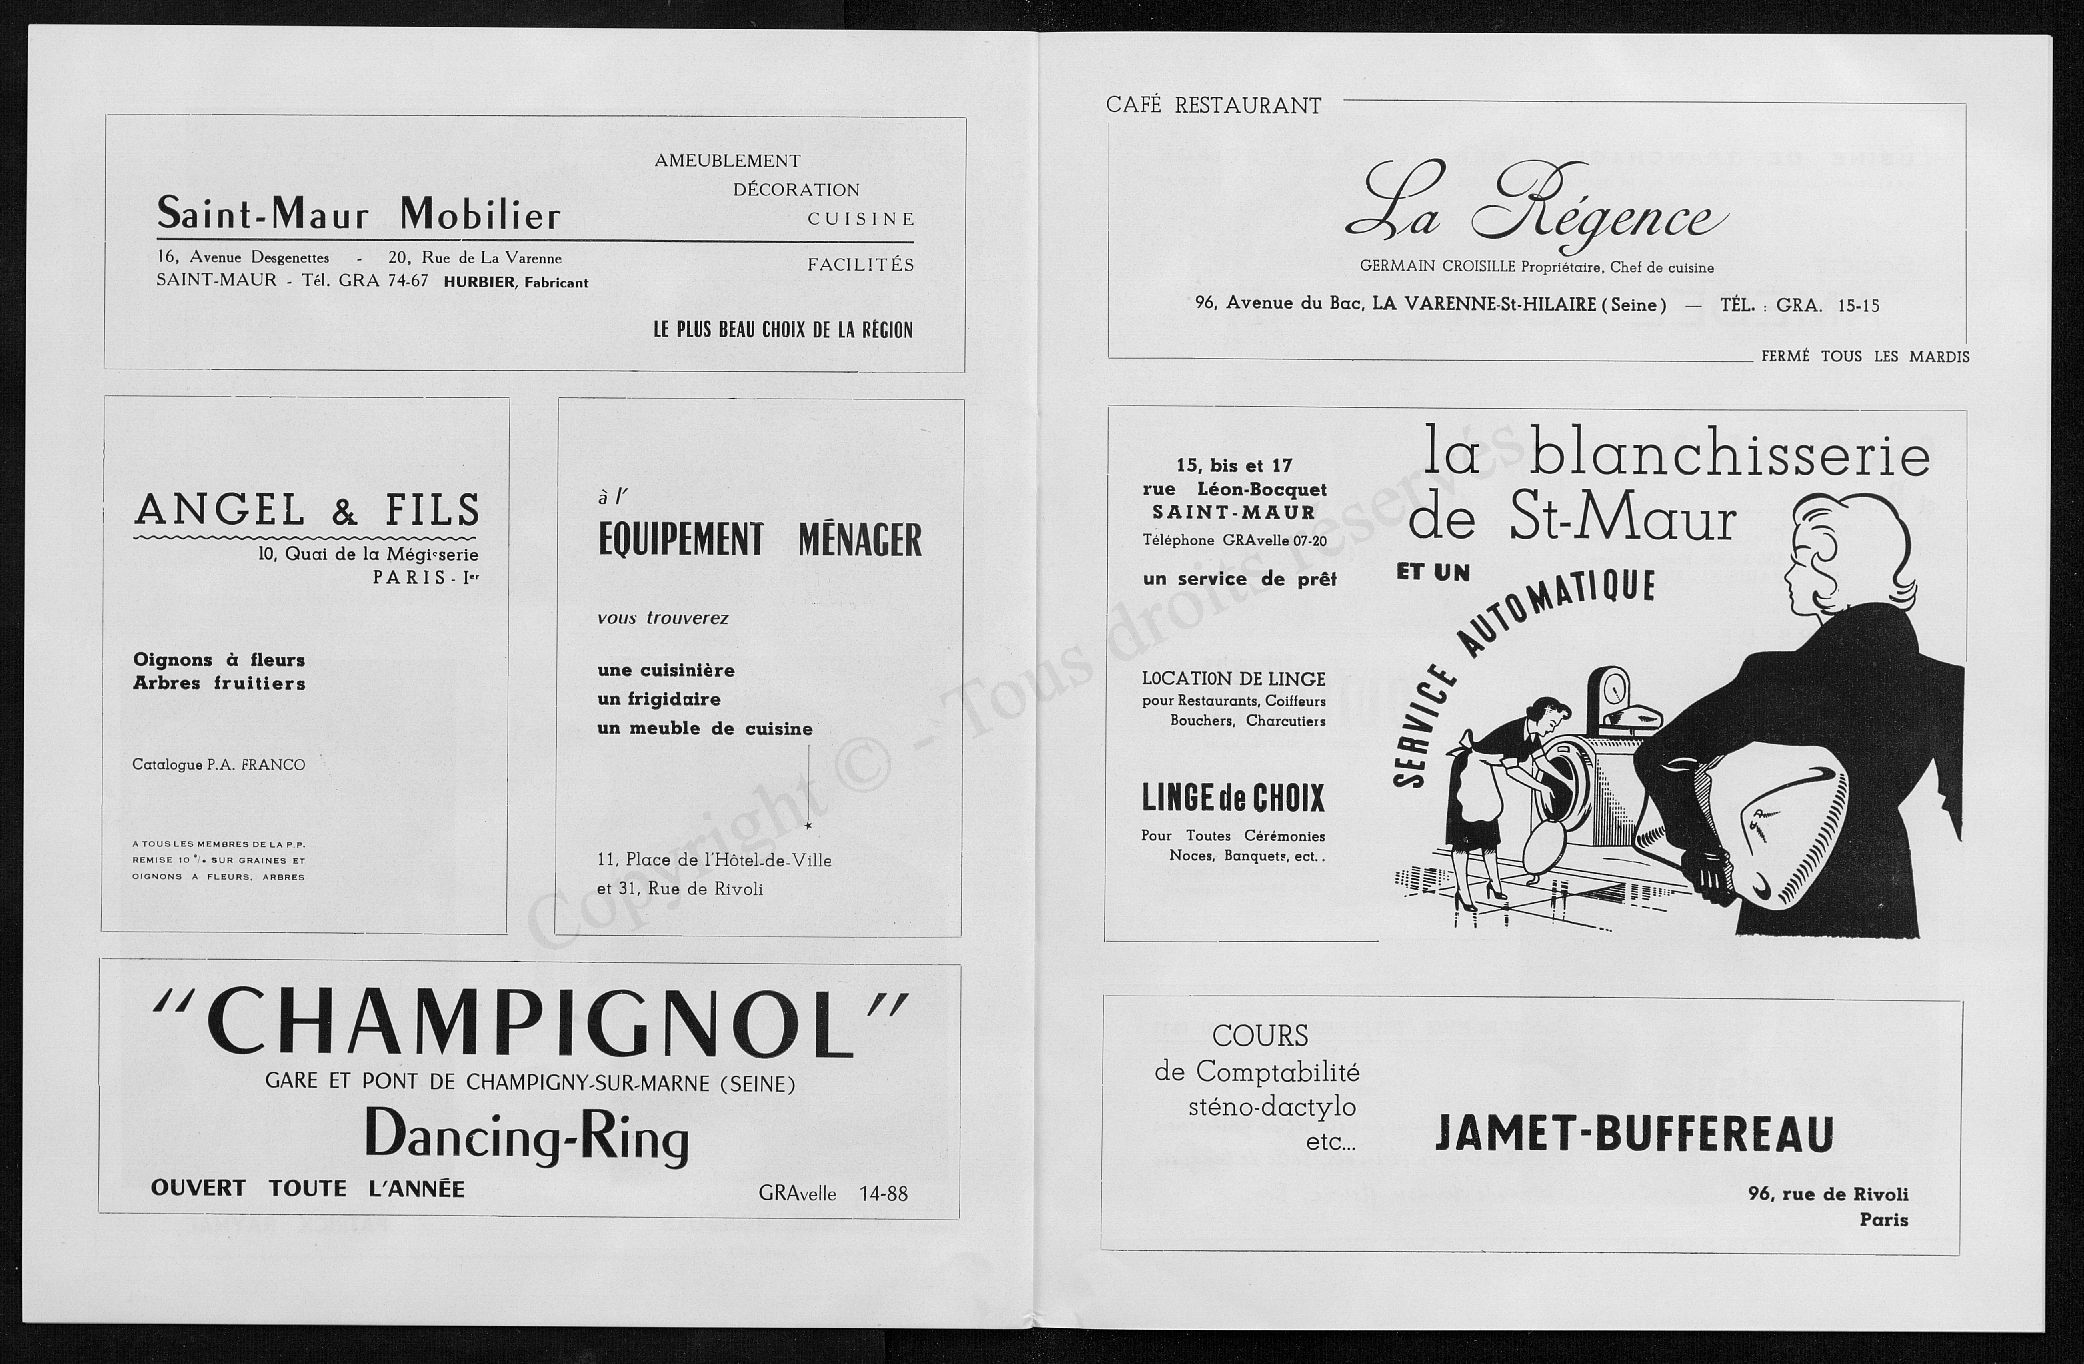 AMEUBLEMENT
DÉCORATION
CUISINE
Saint-Maur Mobilier
16, Avenue Desgenettes - 20, Rue de La Varenne
SAINT-MAUR - Tél. GRA 74-67 HURBIER, Fabricant
FACILITÉS
LE PLUS BEAU CHOIX DE LA RÉGION
ANGEL & FILS
10, Quai de la Mégisserie
PARIS - Ier
Oignons à fleurs
Arbres fruitiers
Catalogue P.A. FRANCO
A TOUS LES MEMBRES DE LA P.P.
REMISE 10 % SUR GRAINES ET
OIGNONS A FLEURS, ARBRES
à l'
EQUIPEMENT MÉNAGER
vous trouverez
une cuisinière
un frigidaire
un meuble de cuisine
11, Place de l'Hôtel-de-Ville
et 31, Rue de Rivoli
"CHAMPIGNOL"
GARE ET PONT DE CHAMPIGNY-SUR-MARNE (SEINE)
Dancing-Ring
OUVERT TOUTE L'ANNÉE
GRAvelle 14-88
CAFÉ RESTAURANT
La Régence
GERMAIN CROISILLE Propriétaire, Chef de cuisine
96, Avenue du Bac, LA VARENNE-St-HILAIRE (Seine) — TÉL. : GRA. 15-15
FERMÉ TOUS LES MARDIS
15, bis et 17
rue Léon-Bocquet
SAINT-MAUR
Téléphone GRAvelle 07-20
un service de prêt
LOCATION DE LINGE
pour Restaurants, Coiffeurs
Bouchers, Charcutiers
LINGE de CHOIX
Pour Toutes Cérémonies
Noces, Banquets, ect..
la blanchisserie
de St-Maur
ET UN
SERVICE AUTOMATIQUE
COURS
de Comptabilité
sténo-dactylo
etc...
JAMET-BUFFEREAU
96, rue de Rivoli
Paris
Copyright © - Tous droits réservés